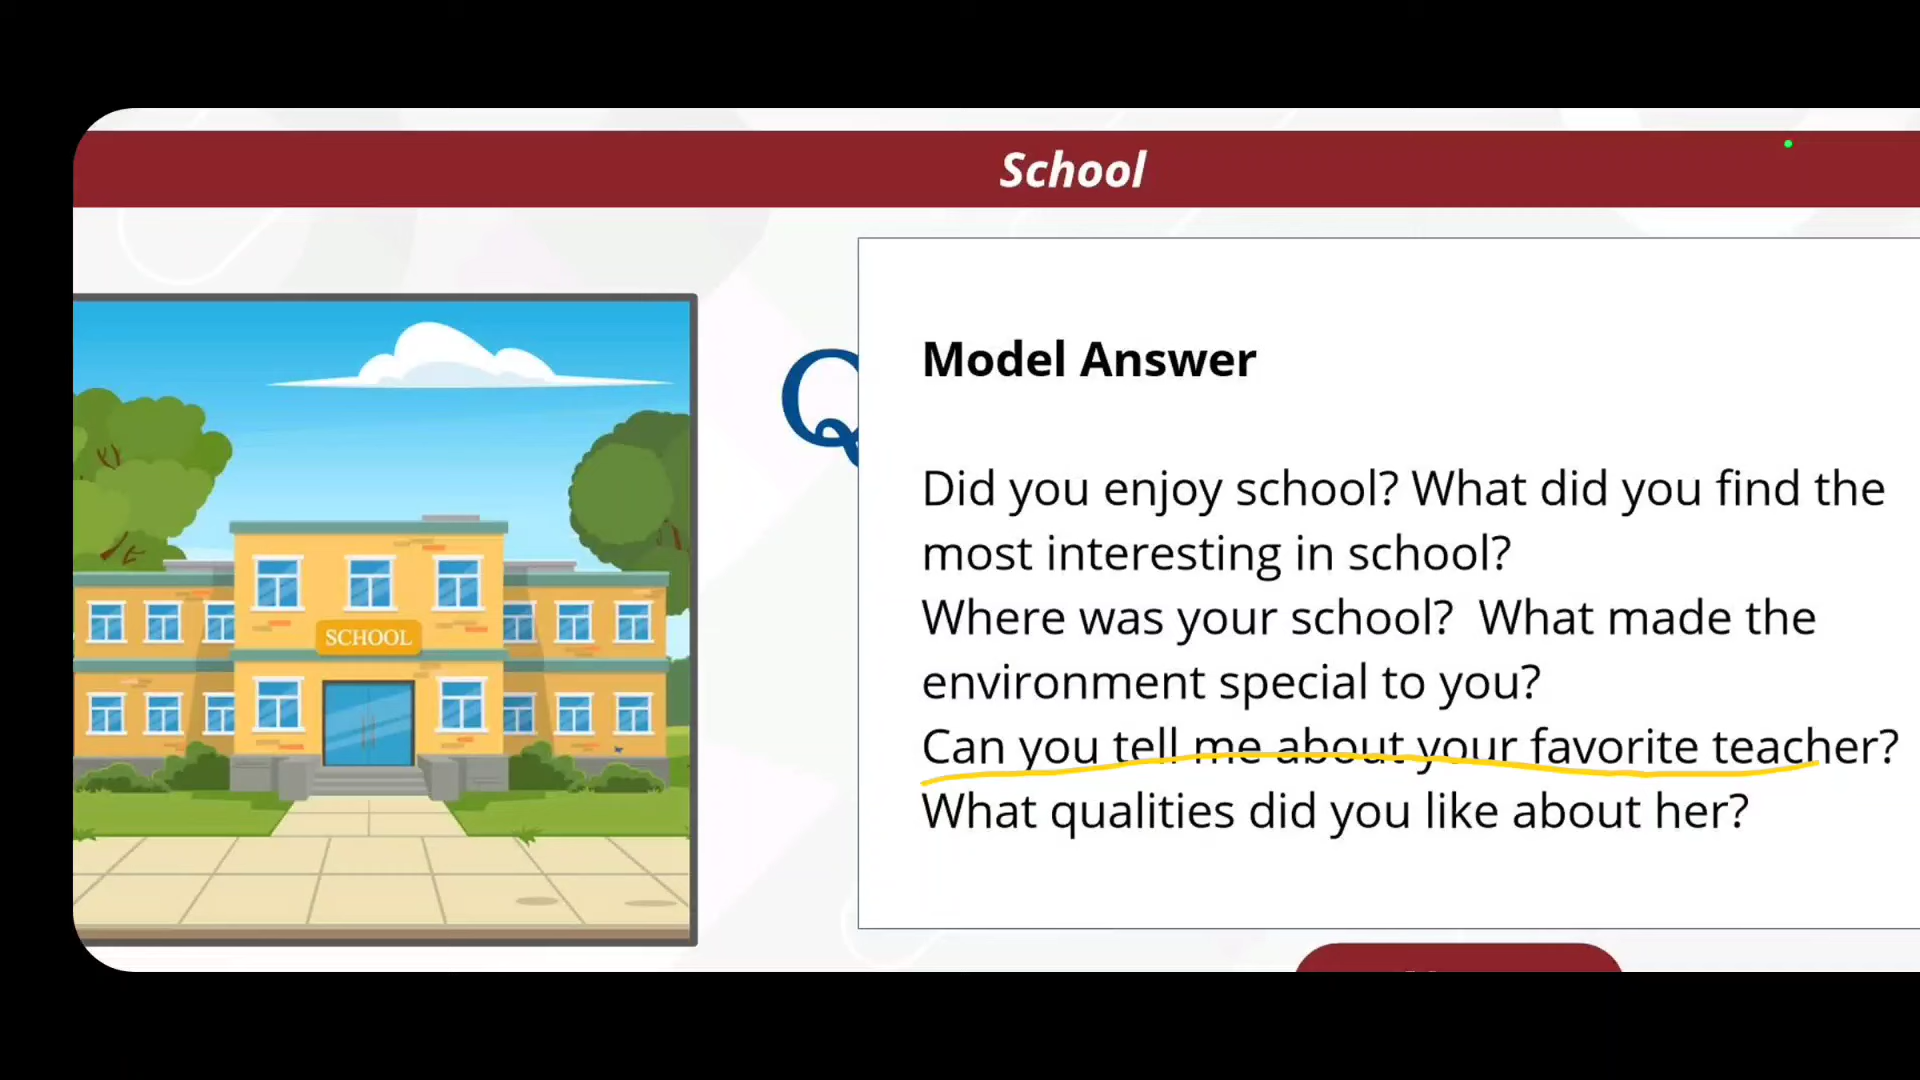 School
SCHOOL
Q
Model Answer
Did you enjoy school? What did you find the
most interesting in school?
Where was your school?  What made the
environment special to you?
Can you tell me about your favorite teacher?
What qualities did you like about her?